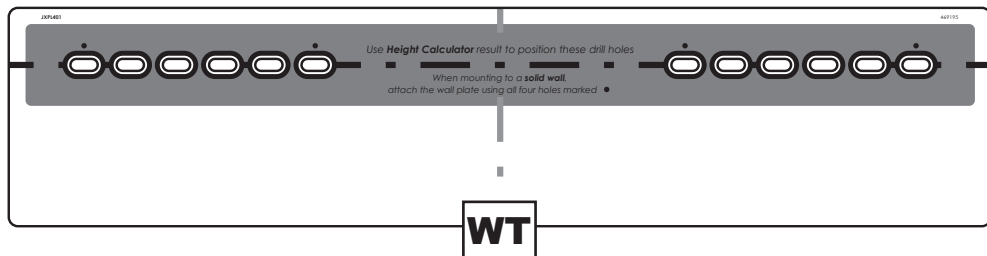 JXPL401
469195
Use Height Calculator result to position these drill holes
When mounting to a solid wall,
attach the wall plate using all four holes marked
WT